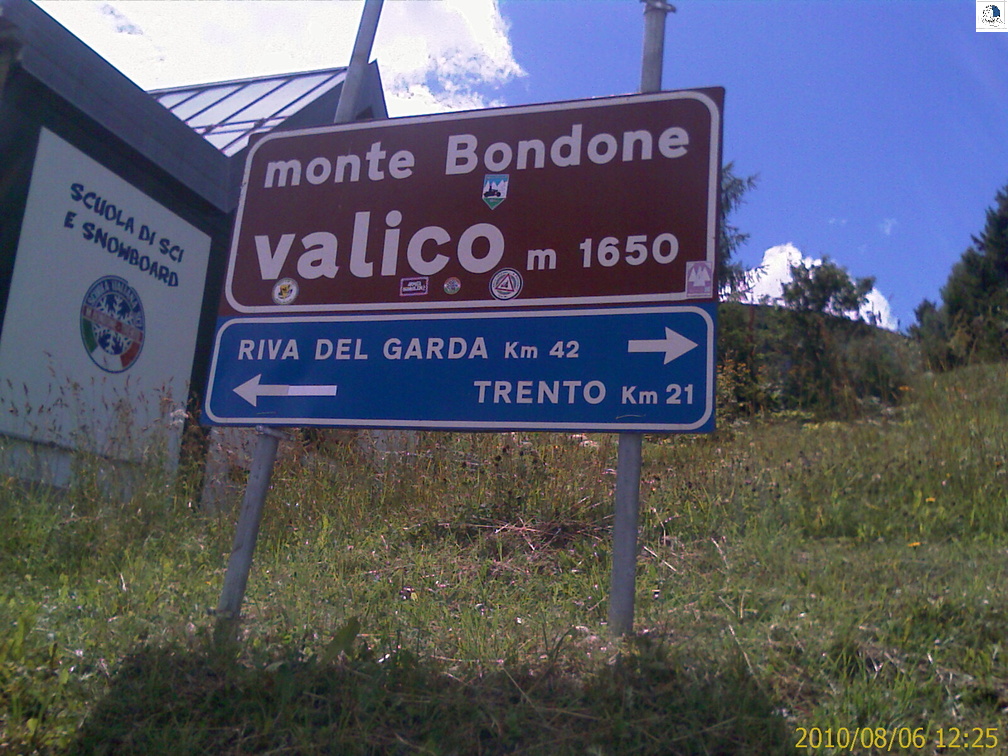 SCUOLA DI SCI
E SNOWBOARD
monte Bondone
valico m 1650
RIVA DEL GARDA Km 42
TRENTO Km 21
2010/08/06 12:25